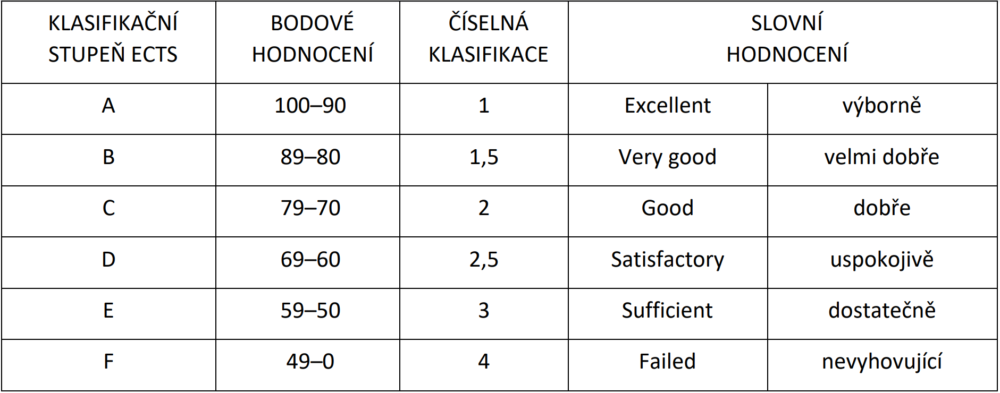 KLASIFIKAČNÍ STUPEŇ ECTS BODOVÉ HODNOCENÍ ČÍSELNÁ KLASIFIKACE SLOVNÍ HODNOCENÍ
A 100–90 1 Excellent výborně
B 89–80 1,5 Very good velmi dobře
C 79–70 2 Good dobře
D 69–60 2,5 Satisfactory uspokojivě
E 59–50 3 Sufficient dostatečně
F 49–0 4 Failed nevyhovující